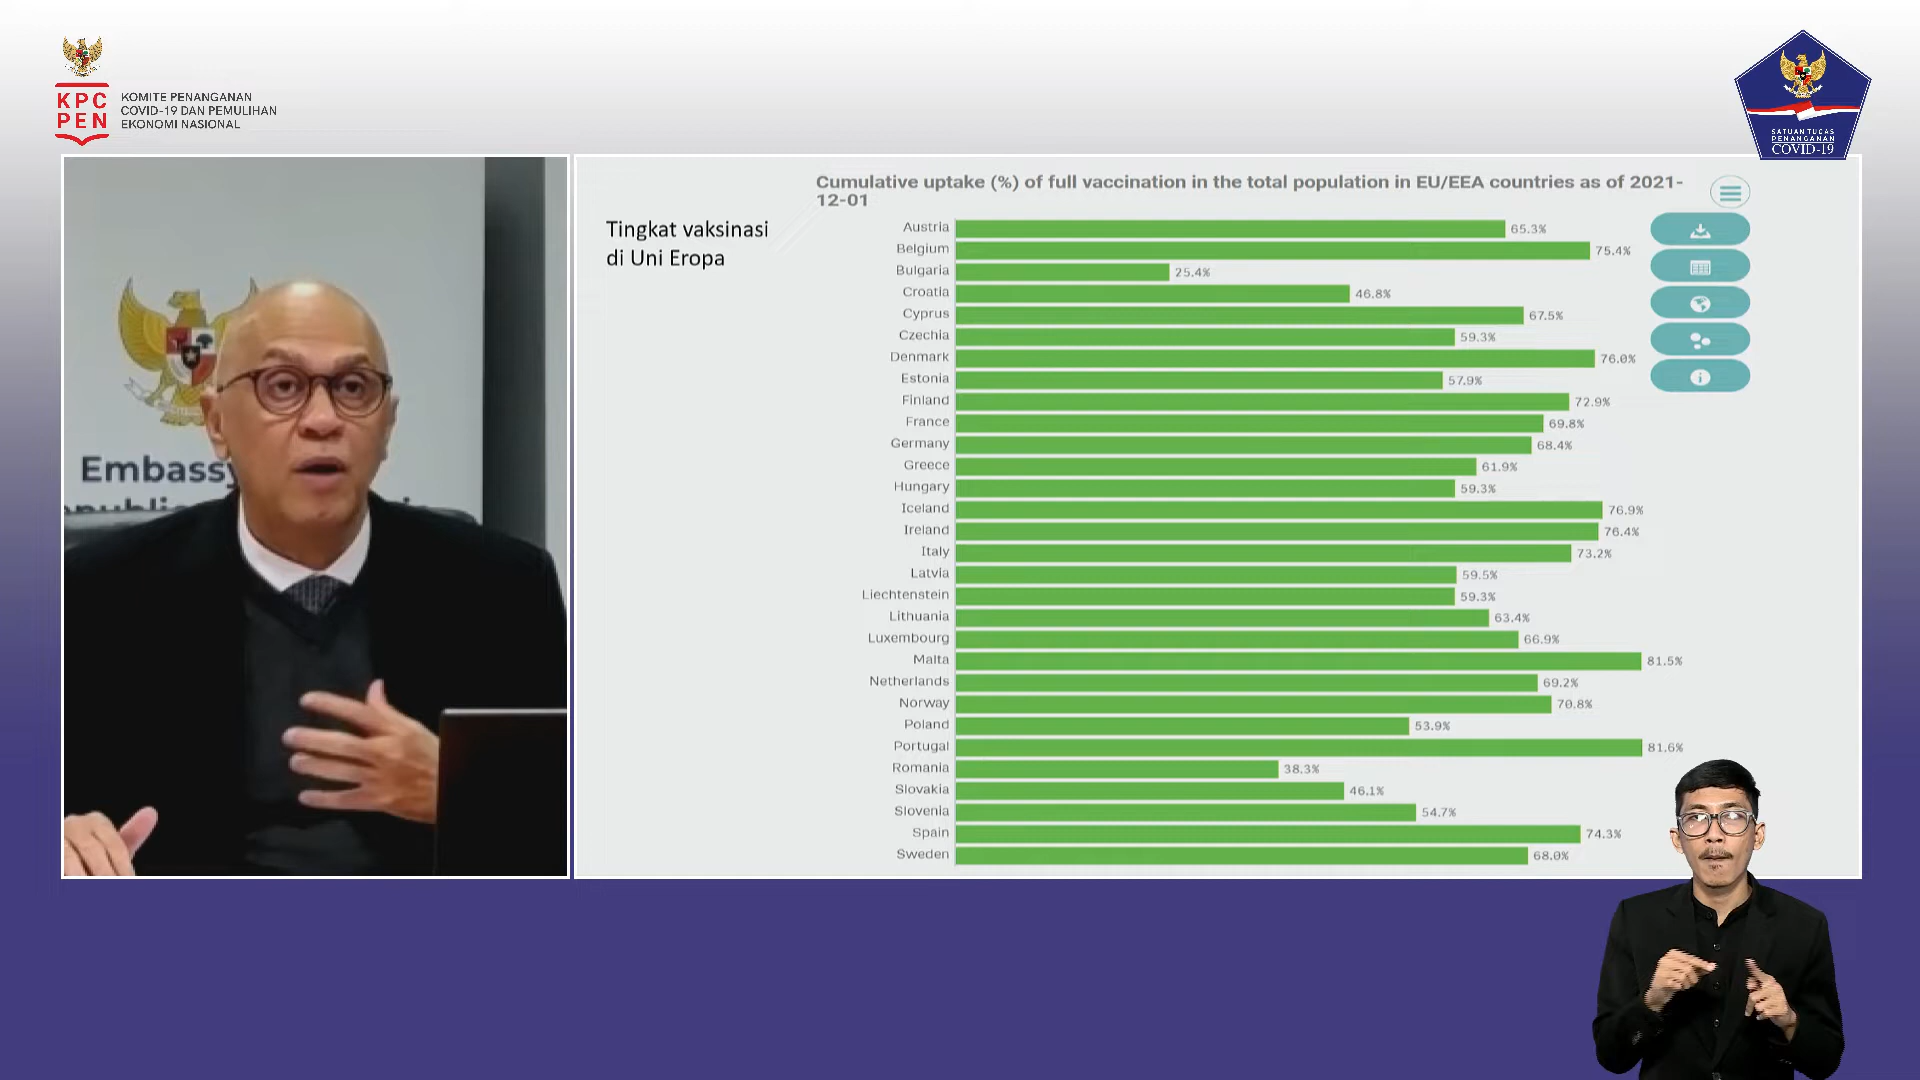 KPC
PEN
KOMITE PENANGANAN
COVID-19 DAN PEMULIHAN
EKONOMI NASIONAL
SATUAN TUGAS
PENANGANAN
COVID-19
Embassy
Tingkat vaksinasi
di Uni Eropa
Cumulative uptake (%) of full vaccination in the total population in EU/EEA countries as of 2021-
12-01
Austria 65.3%
Belgium 75.4%
Bulgaria 25.4%
Croatia 46.8%
Cyprus 67.5%
Czechia 59.3%
Denmark 76.0%
Estonia 57.9%
Finland 72.9%
France 69.8%
Germany 68.4%
Greece 61.9%
Hungary 59.3%
Iceland 76.9%
Ireland 76.4%
Italy 73.2%
Latvia 59.5%
Liechtenstein 59.3%
Lithuania 63.4%
Luxembourg 66.9%
Malta 81.5%
Netherlands 69.2%
Norway 70.8%
Poland 53.9%
Portugal 81.6%
Romania 38.3%
Slovakia 46.1%
Slovenia 54.7%
Spain 74.3%
Sweden 68.0%